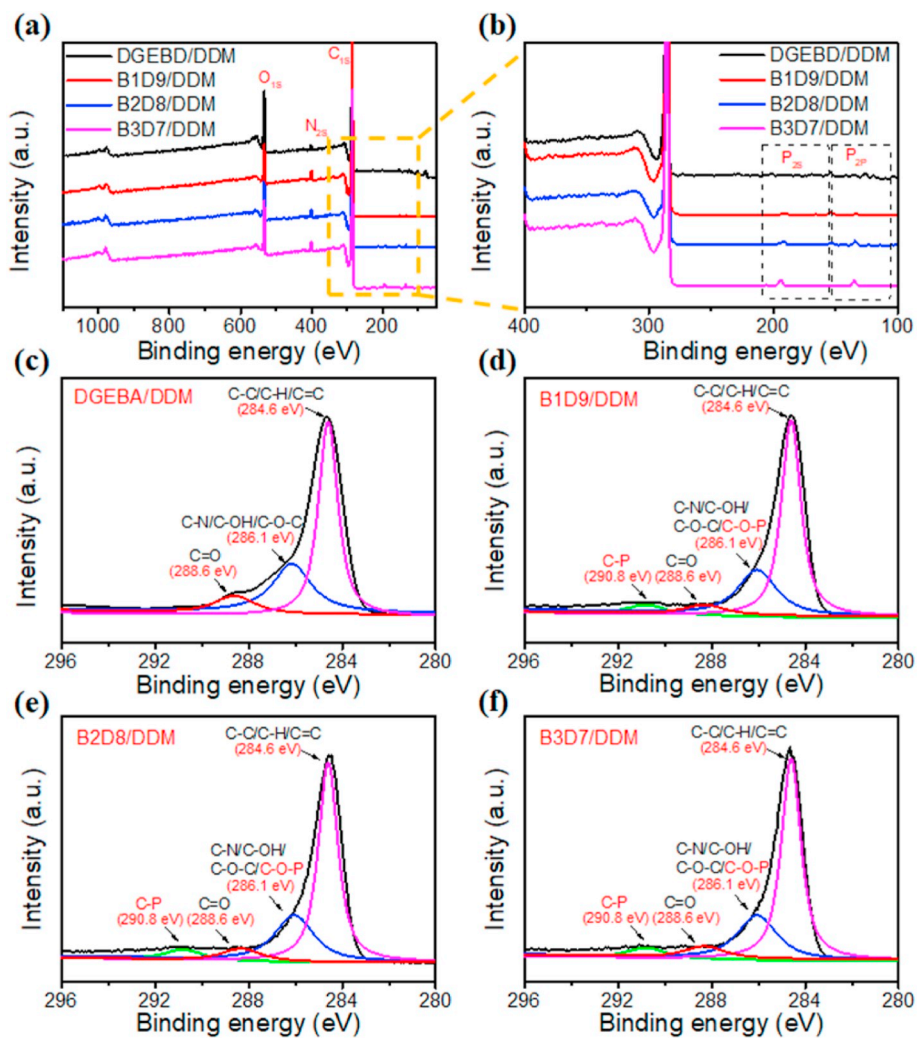 (a)
DGEBD/DDM
B1D9/DDM
B2D8/DDM
B3D7/DDM
O1S
N2S
C1S
Intensity (a.u.)
1000 800 600 400 200
Binding energy (eV)
(b)
DGEBD/DDM
B1D9/DDM
B2D8/DDM
B3D7/DDM
P2S
P2P
Intensity (a.u.)
400 300 200 100
Binding energy (eV)
(c)
DGEBA/DDM
C-C/C-H/C=C
(284.6 eV)
C-N/C-OH/C-O-C
(286.1 eV)
C=O
(288.6 eV)
Intensity (a.u.)
296 292 288 284 280
Binding energy (eV)
(d)
B1D9/DDM
C-C/C-H/C=C
(284.6 eV)
C-N/C-OH/
C-O-C/C-O-P
(286.1 eV)
C-P
(290.8 eV)
C=O
(288.6 eV)
Intensity (a.u.)
296 292 288 284 280
Binding energy (eV)
(e)
B2D8/DDM
C-C/C-H/C=C
(284.6 eV)
C-N/C-OH/
C-O-C/C-O-P
(286.1 eV)
C-P
(290.8 eV)
C=O
(288.6 eV)
Intensity (a.u.)
296 292 288 284 280
Binding energy (eV)
(f)
B3D7/DDM
C-C/C-H/C=C
(284.6 eV)
C-N/C-OH/
C-O-C/C-O-P
(286.1 eV)
C-P
(290.8 eV)
C=O
(288.6 eV)
Intensity (a.u.)
296 292 288 284 280
Binding energy (eV)